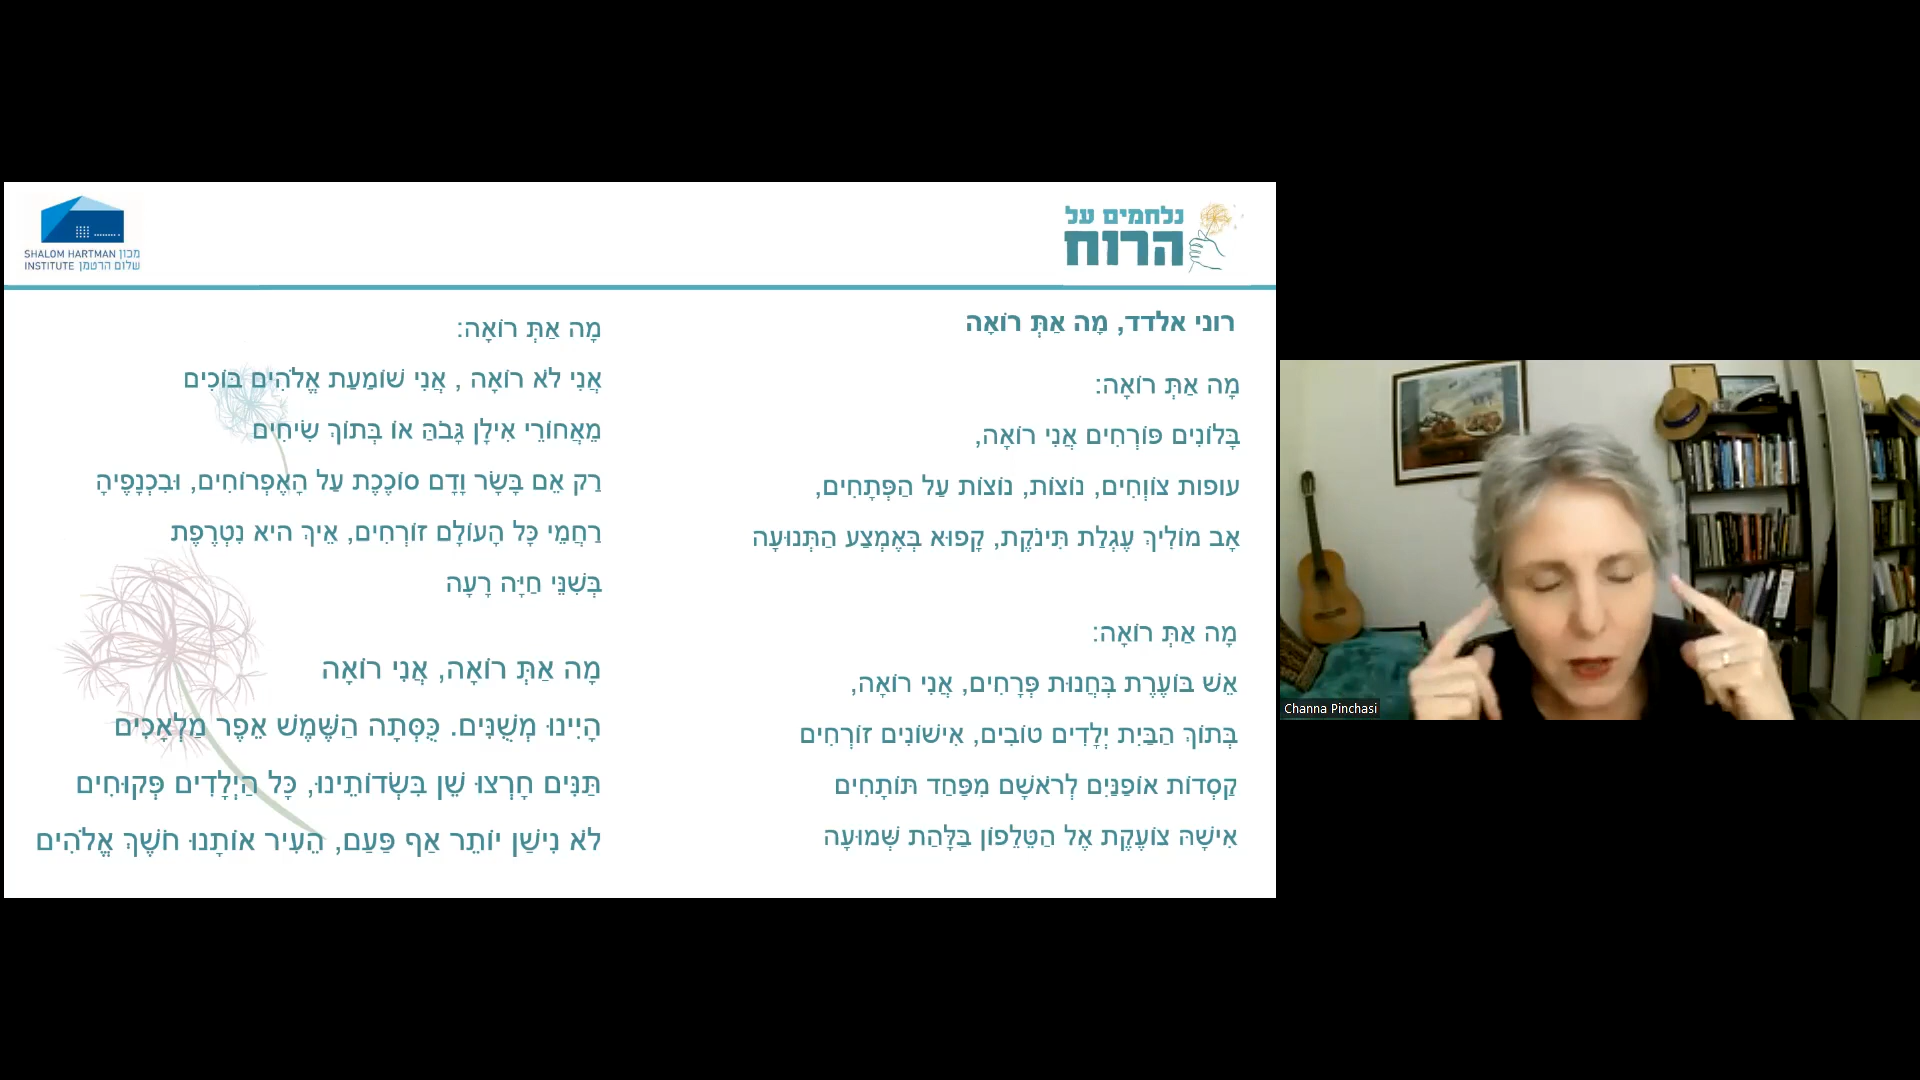 SHALOM HARTMAN מכון
INSTITUTE שלום הרטמן
נלחמים על
הרוח
רוני אלדד, מָה אַתְּ רוֹאָה
מָה אַתְּ רוֹאָה:
בָּלוֹנִים פּוֹרְחִים אֲנִי רוֹאָה,
עופות צוֹוְחִים, נוֹצוֹת, נוֹצוֹת עַל הַפְּתָחִים,
אָב מוֹלִיךְ עֶגְלַת תִּינֹקֶת, קָפוּא בְּאֶמְצַע הַתְּנוּעָה
מָה אַתְּ רוֹאָה:
אֵשׁ בּוֹעֶרֶת בְּחֲנוּת פְּרָחִים, אֲנִי רוֹאָה,
בְּתוֹךְ הַבַּיִת יְלָדִים טוֹבִים, אִישׁוֹנִים זוֹרְחִים
קַסְדוֹת אוֹפַנַּיִם לְרֹאשָׁם מִפַּחַד תּוֹתָחִים
אִישָׁהּ צוֹעֶקֶת אֶל הַטֵּלֵפוֹן בַּלָּהַת שְׁמוּעָה
מָה אַתְּ רוֹאָה:
אֲנִי לֹא רוֹאָה , אֲנִי שׁוֹמַעַת אֱלֹהִים בּוֹכִים
מֵאֲחוֹרֵי אִילָן גָּבֹהַּ אוֹ בְּתוֹךְ שִׂיחִים
רַק אֵם בָּשָׂר וָדָם סוֹכֶכֶת עַל הָאֶפְרוֹחִים, וּבִכְנָפֶיהָ
רַחֲמֵי כָּל הָעוֹלָם זוֹרְחִים, אֵיךְ הִיא נִטְרֶפֶת
בְּשִׁנֵּי חַיָּה רָעָה
מָה אַתְּ רוֹאָה, אֲנִי רוֹאָה
הָיִינוּ מְשֻׁנִּים. כֻּסְּתָה הַשֶּׁמֶשׁ אֵפֶר מַלְאָכִים
תַּנִּים חָרְצוּ שֵׁן בִּשְׂדוֹתֵינוּ, כָּל הַיְלָדִים פְּקוּחִים
לֹא נִישַׁן יוֹתֵר אַף פַּעַם, הֵעִיר אוֹתָנוּ חֹשֶׁךְ אֱלֹהִים
Channa Pinchasi